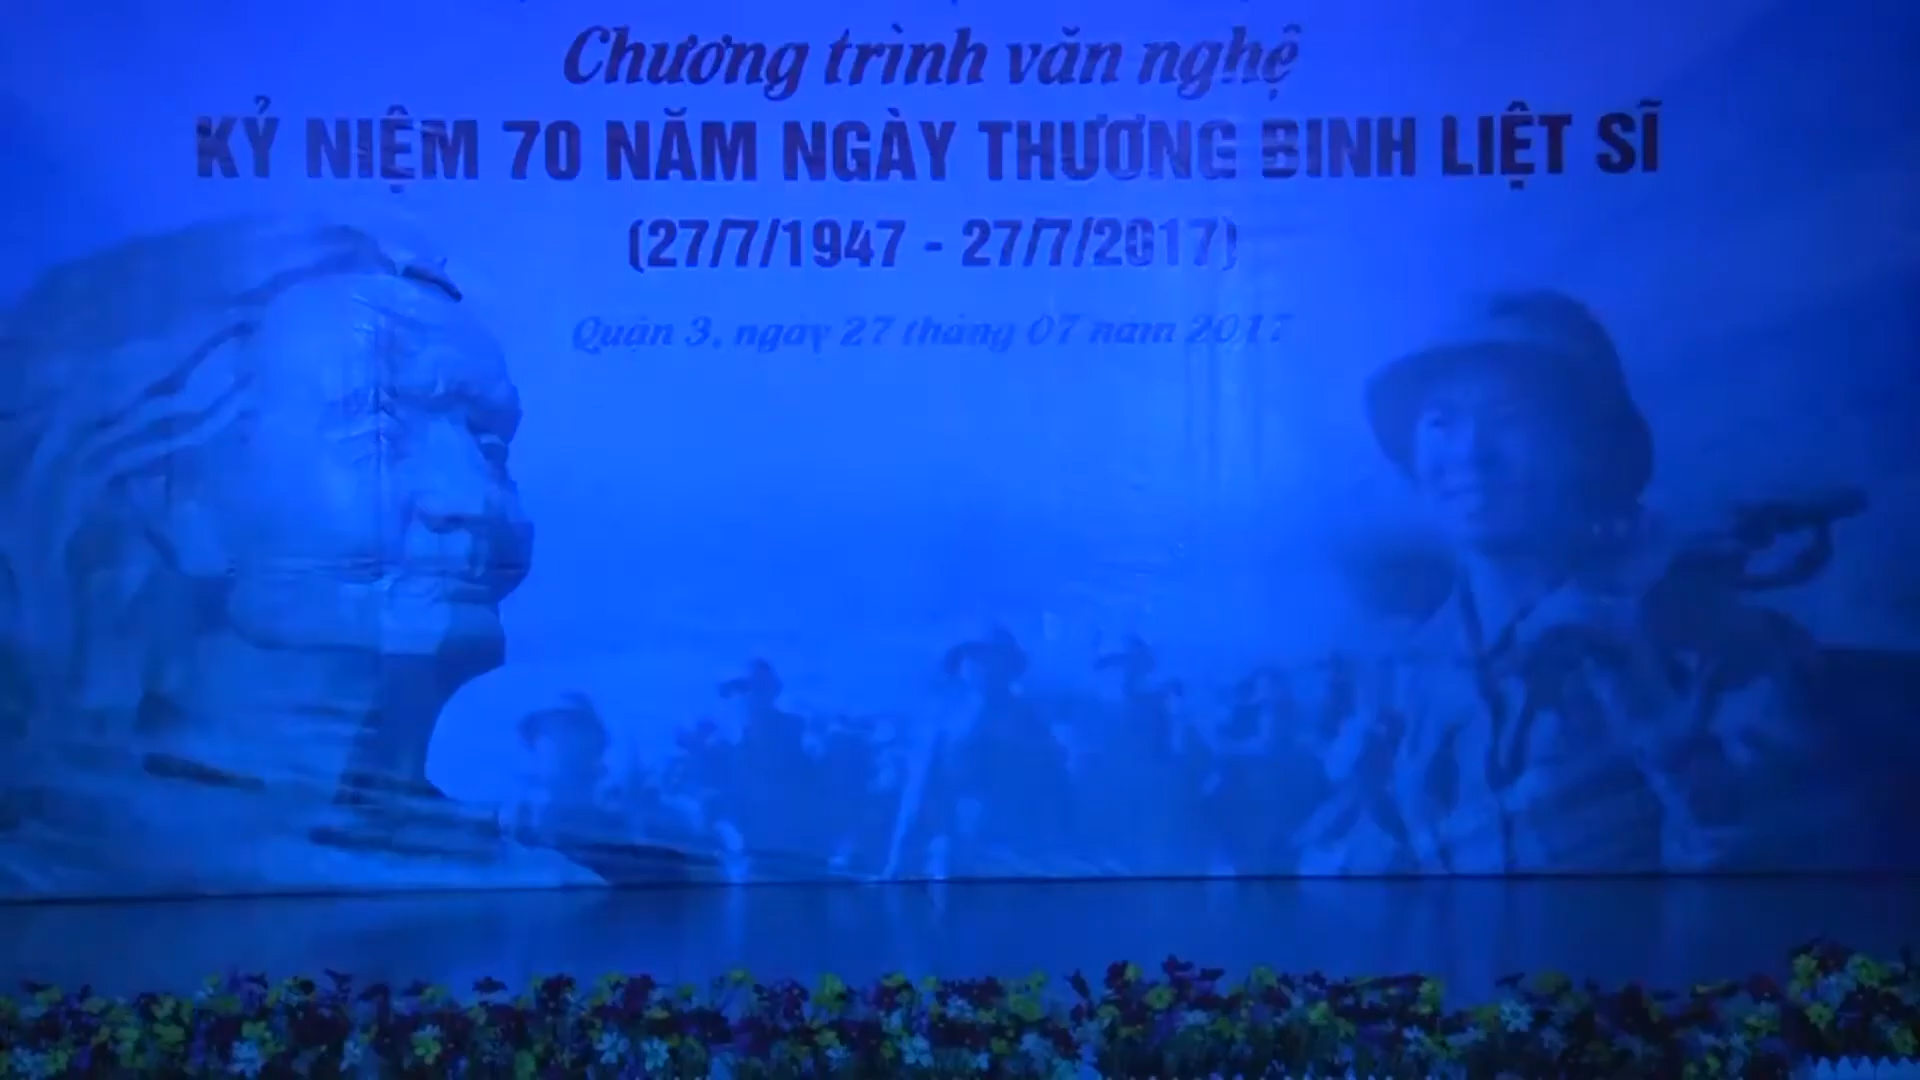 Chương trình văn nghệ
KỶ NIỆM 70 NĂM NGÀY THƯƠNG BINH LIỆT SĨ
(27/7/1947 - 27/7/2017)
Quận 3, ngày 27 tháng 07 năm 2017